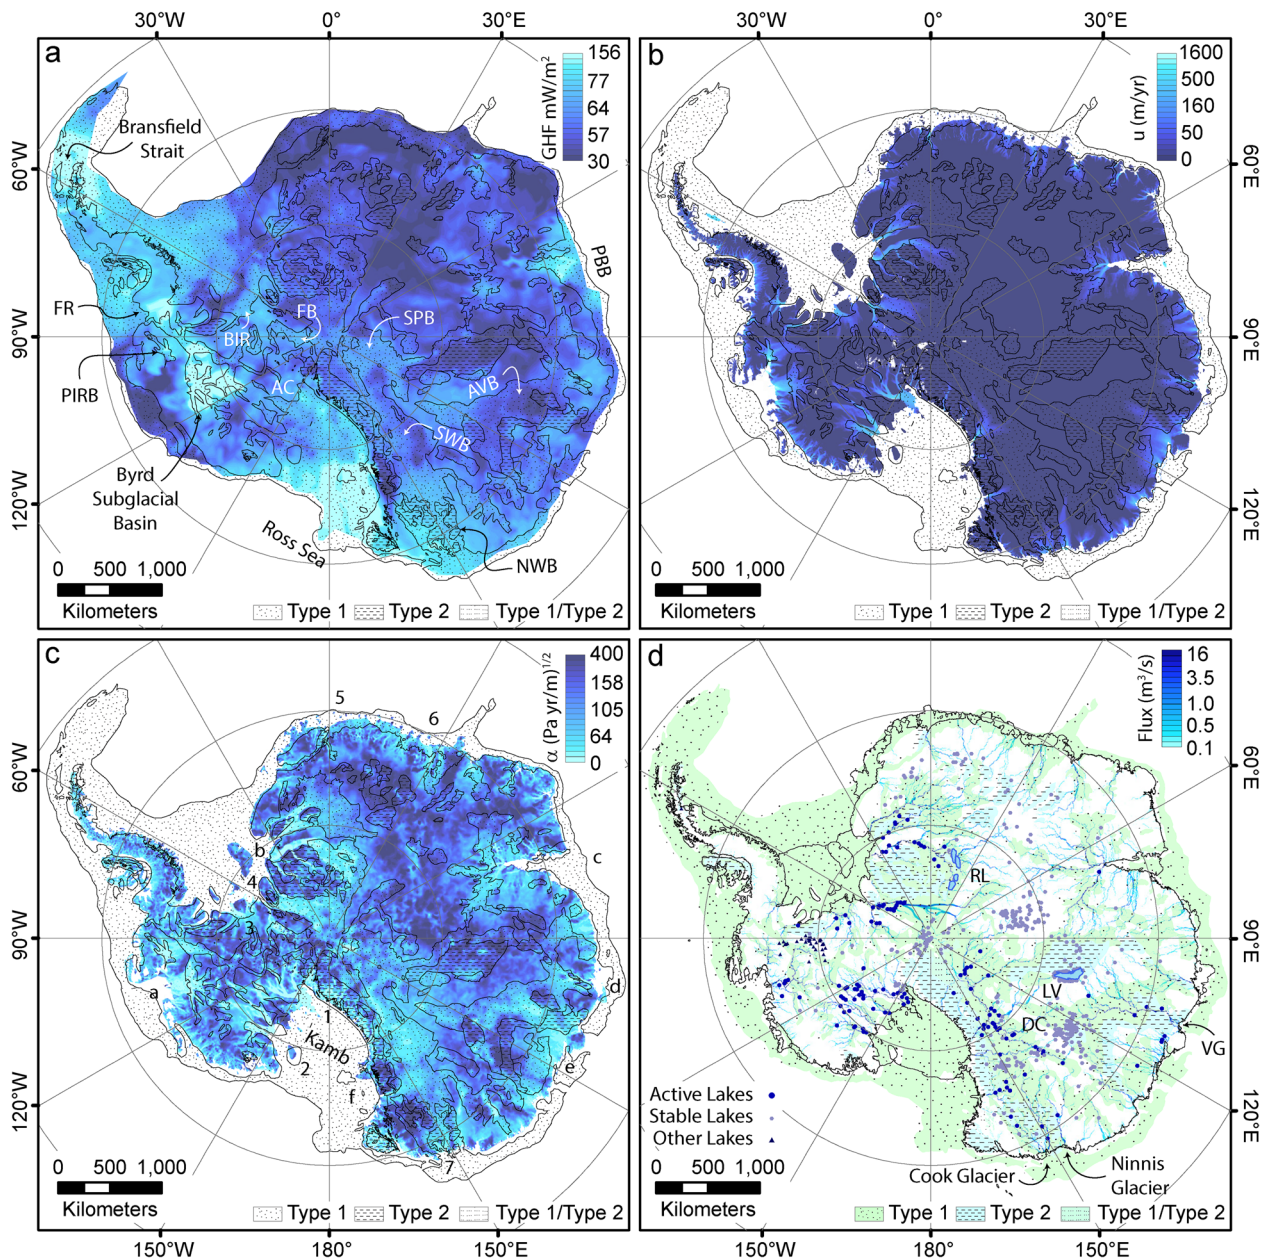 30°W 0° 30°E 30°W 0° 30°E
a
GHF mW/m²
156
77
64
57
30
Bransfield
Strait
60°W
PBB
FR
FB
SPB
BIR
90°W
PIRB
AC
AVB
SWB
Byrd
Subglacial
Basin
120°W
Ross Sea
NWB
0 500 1,000
Kilometers
Type 1 Type 2 Type 1/Type 2
b
u (m/yr)
1600
500
160
50
0
60°E
90°E
120°E
0 500 1,000
Kilometers
Type 1 Type 2 Type 1/Type 2
c
α (Pa yr/m)1/2
400
158
105
64
0
5
6
60°W
b
c
4
3
90°W
a
d
1
Kamb
2
e
f
120°W
7
0 500 1,000
Kilometers
Type 1 Type 2 Type 1/Type 2
150°W 180° 150°E
d
Flux (m³/s)
16
3.5
1.0
0.5
0.1
60°E
RL
90°E
LV
DC
VG
Active Lakes
Stable Lakes
Other Lakes
120°E
Cook Glacier
Ninnis
Glacier
0 500 1,000
Kilometers
Type 1 Type 2 Type 1/Type 2
150°W 180° 150°E